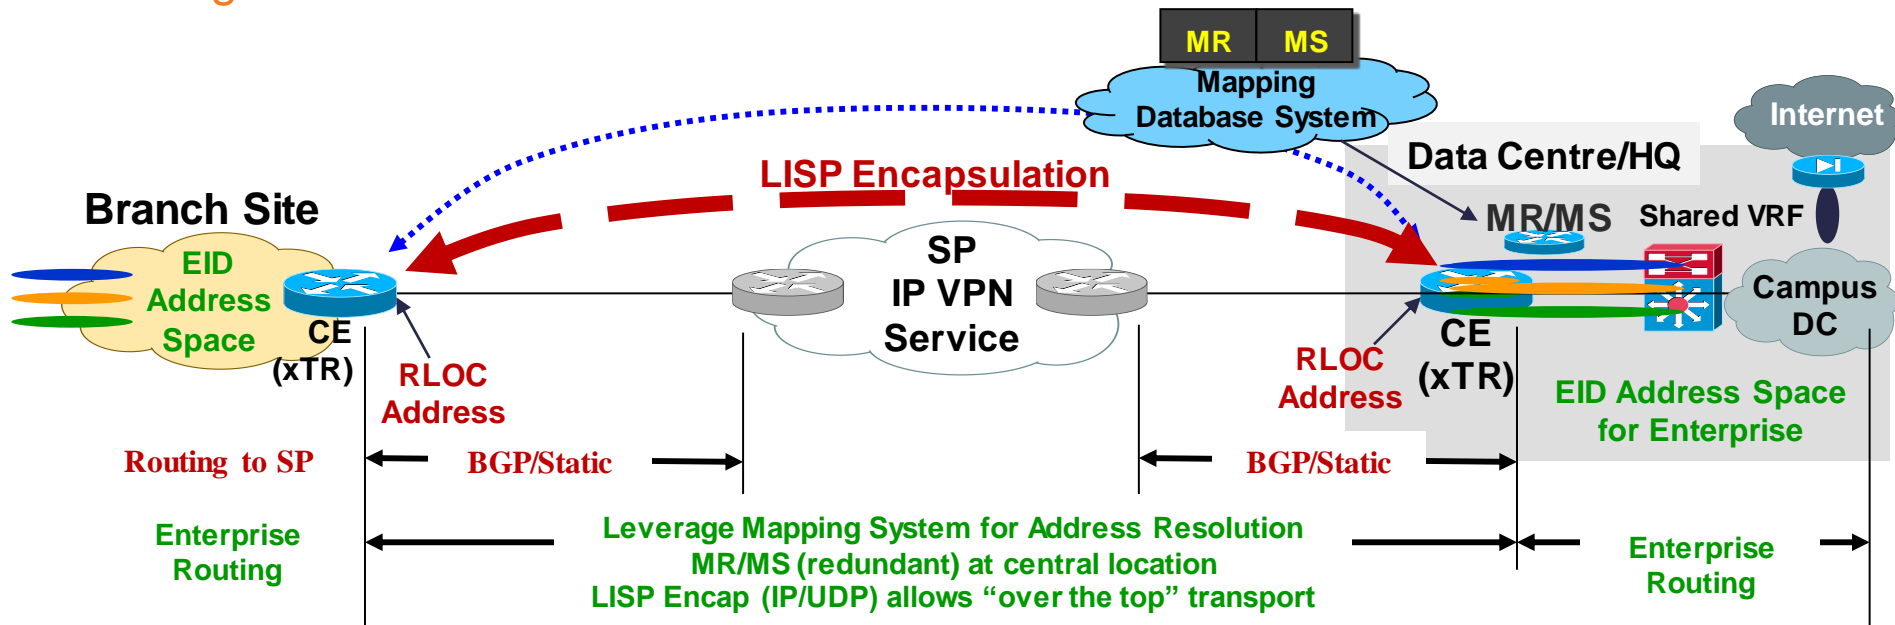 MR MS
Mapping
Database System
Internet
Data Centre/HQ
LISP Encapsulation
Branch Site
MR/MS
Shared VRF
EID
Address
Space
SP
IP VPN
Service
Campus
DC
CE
(xTR)
RLOC
Address
RLOC
Address
CE
(xTR)
EID Address Space
for Enterprise
Routing to SP
BGP/Static
BGP/Static
Enterprise
Routing
Leverage Mapping System for Address Resolution
MR/MS (redundant) at central location
LISP Encap (IP/UDP) allows “over the top” transport
Enterprise
Routing